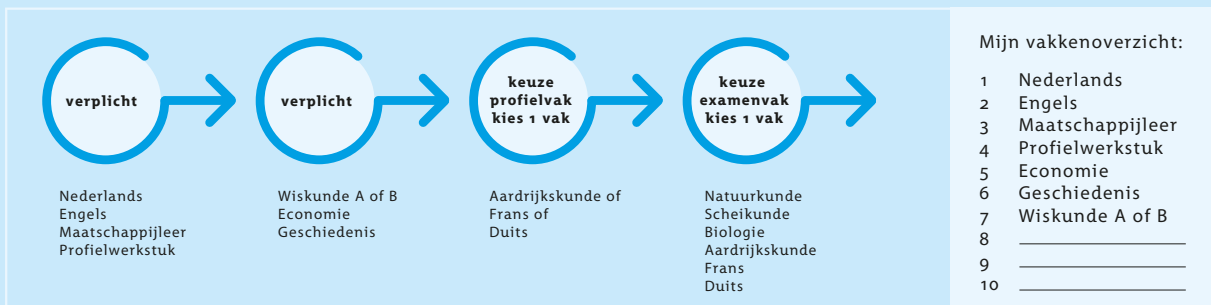 verplicht
Nederlands
Engels
Maatschappijleer
Profielwerkstuk
verplicht
Wiskunde A of B
Economie
Geschiedenis
keuze
profielvak
kies 1 vak
Aardrijkskunde of
Frans of
Duits
keuze
examenvak
kies 1 vak
Natuurkunde
Scheikunde
Biologie
Aardrijkskunde
Frans
Duits
Mijn vakkenoverzicht:
1 Nederlands
2 Engels
3 Maatschappijleer
4 Profielwerkstuk
5 Economie
6 Geschiedenis
7 Wiskunde A of B
8
9
10